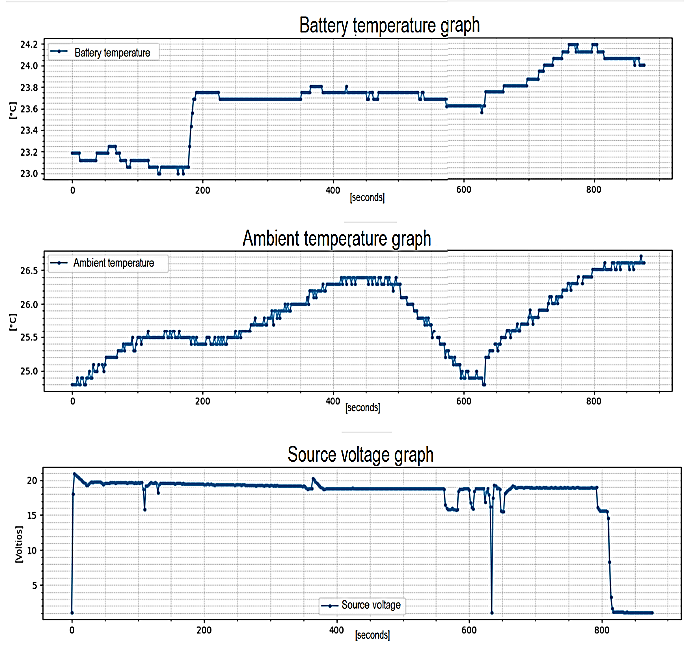 Battery temperature graph
Battery temperature
24.2
24.0
23.8
23.6
23.4
23.2
23.0
[°C]
0 200 400 600 800
[seconds]
Ambient temperature graph
Ambient temperature
26.5
26.0
25.5
25.0
[°C]
0 200 400 600 800
[seconds]
Source voltage graph
20
15
10
5
[Voltios]
Source voltage
0 200 400 600 800
[seconds]